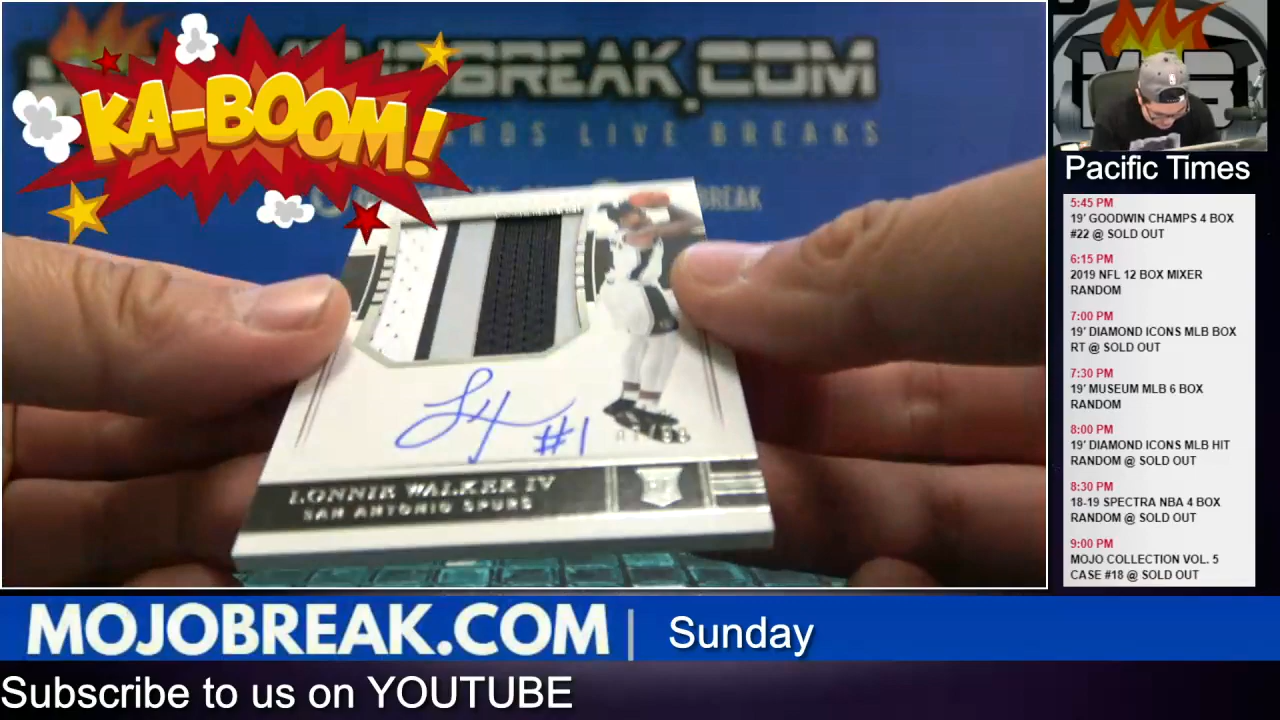 KA-BOOM!
MOJOBREAK.COM
CARDS LIVE BREAKS
BREAK
#1
LONNIE WALKER IV
SAN ANTONIO SPURS
Pacific Times
5:45 PM
19' GOODWIN CHAMPS 4 BOX
#22 @ SOLD OUT
6:15 PM
2019 NFL 12 BOX MIXER
RANDOM
7:00 PM
19' DIAMOND ICONS MLB BOX
RT @ SOLD OUT
7:30 PM
19' MUSEUM MLB 6 BOX
RANDOM
8:00 PM
19' DIAMOND ICONS MLB HIT
RANDOM @ SOLD OUT
8:30 PM
18-19 SPECTRA NBA 4 BOX
RANDOM @ SOLD OUT
9:00 PM
MOJO COLLECTION VOL. 5
CASE #18 @ SOLD OUT
MOJOBREAK.COM | Sunday
Subscribe to us on YOUTUBE